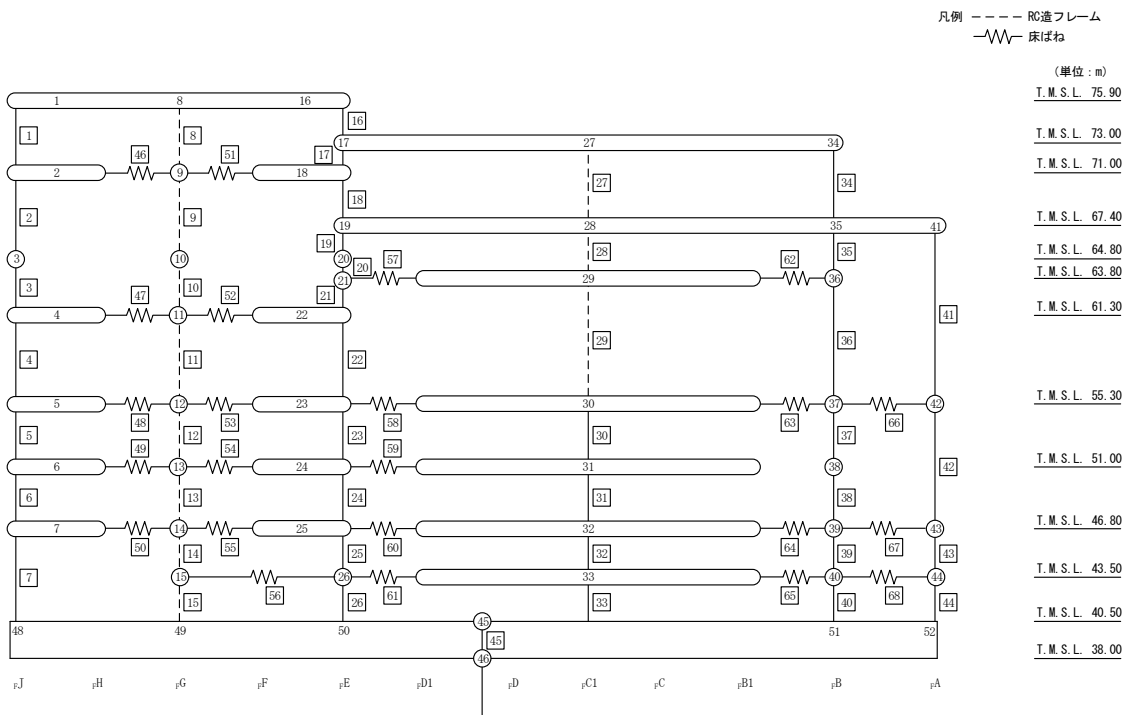 凡例 ---- RC造フレーム
床ばね
(単位：m)
1 8 16 T.M.S.L. 75.90
1 8 16
17 27 34 T.M.S.L. 73.00
46 51 17
2 9 18 T.M.S.L. 71.00
27 34
2 9 18
19 28 35 41 T.M.S.L. 67.40
19 28 35
3 10 20 57 62 T.M.S.L. 64.80
20
21 29 36 T.M.S.L. 63.80
3 47 10 52 21
4 11 22 T.M.S.L. 61.30
41
29 36
4 11 22
5 12 23 30 37 42 T.M.S.L. 55.30
48 53 58 63 66
5 12 23 30 37
49 54 59
6 13 24 31 38 T.M.S.L. 51.00
42
6 13 24 31 38
7 14 25 32 39 43 T.M.S.L. 46.80
50 55 60 64 67
14 25 32 39 43
7 15 26 33 40 44 T.M.S.L. 43.50
56 61 65 68
15 26 33 40 44
45 T.M.S.L. 40.50
48 49 50 51 52
45
46 T.M.S.L. 38.00
FJ FH FG FF FE FD1 FD FC1 FC FB1 FB FA